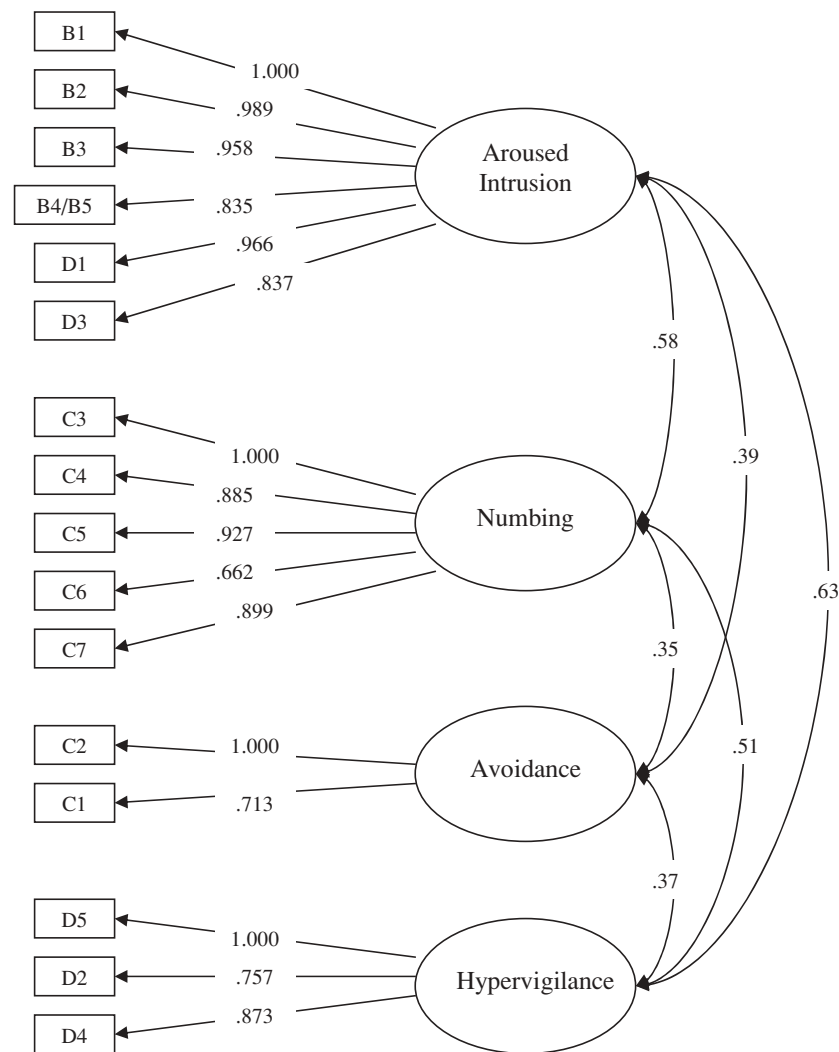 B1
1.000
B2
.989
B3
.958
Aroused
Intrusion
B4/B5
.835
D1
.966
D3
.837
.58
C3
1.000
.39
C4
.885
Numbing
C5
.927
C6
.662
.63
C7
.899
.35
C2
1.000
.51
Avoidance
C1
.713
.37
D5
1.000
D2
.757
Hypervigilance
D4
.873